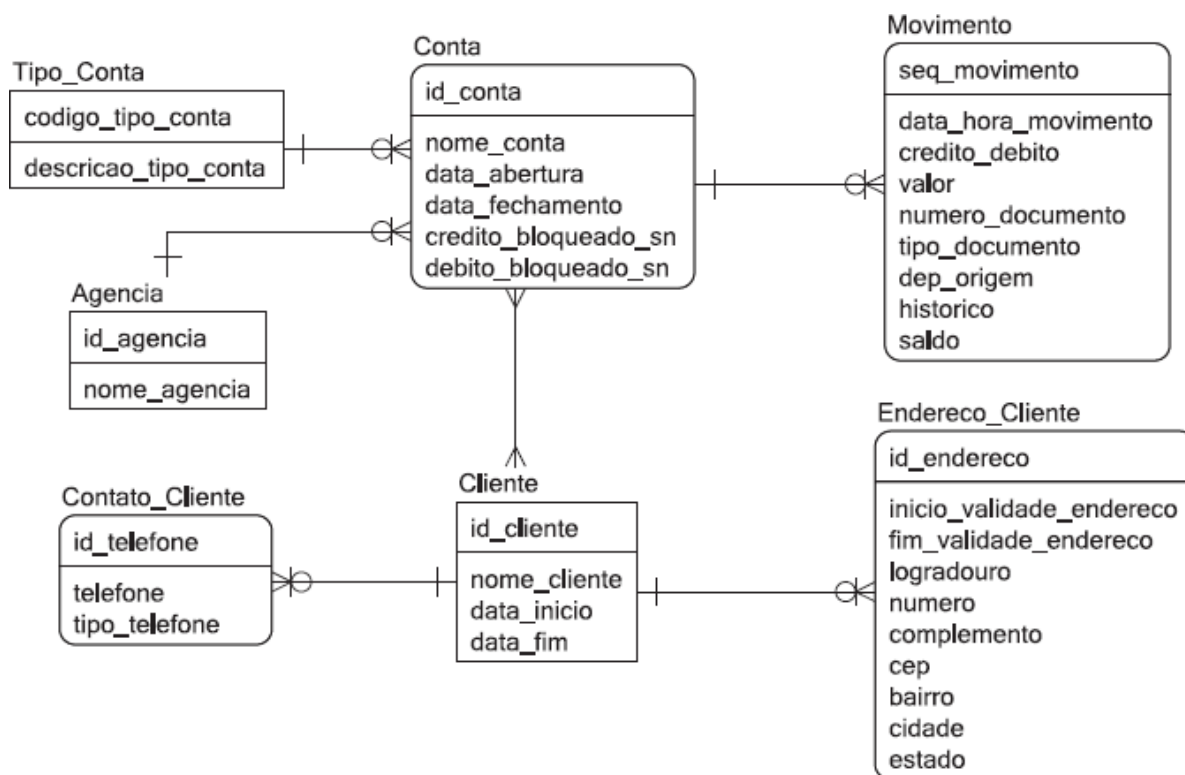 Tipo_Conta
codigo_tipo_conta
descricao_tipo_conta
Conta
id_conta
nome_conta
data_abertura
data_fechamento
credito_bloqueado_sn
debito_bloqueado_sn
Movimento
seq_movimento
data_hora_movimento
credito_debito
valor
numero_documento
tipo_documento
dep_origem
historico
saldo
Agencia
id_agencia
nome_agencia
Contato_Cliente
id_telefone
telefone
tipo_telefone
Cliente
id_cliente
nome_cliente
data_inicio
data_fim
Endereco_Cliente
id_endereco
inicio_validade_endereco
fim_validade_endereco
logradouro
numero
complemento
cep
bairro
cidade
estado